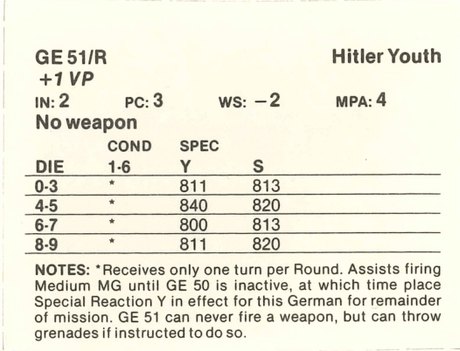 GE 51/R Hitler Youth
+1 VP
IN: 2 PC: 3 WS: −2 MPA: 4
No weapon
COND SPEC
DIE 1-6 Y S
0-3 * 811 813
4-5 * 840 820
6-7 * 800 813
8-9 * 811 820
NOTES: *Receives only one turn per Round. Assists firing
Medium MG until GE 50 is inactive, at which time place
Special Reaction Y in effect for this German for remainder
of mission. GE 51 can never fire a weapon, but can throw
grenades if instructed to do so.